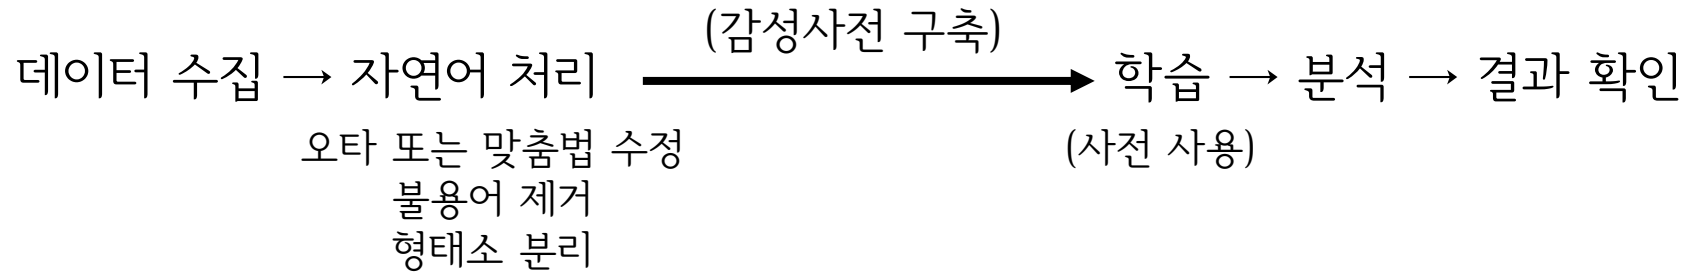 (감성사전 구축)
데이터 수집 → 자연어 처리 → 학습 → 분석 → 결과 확인
오타 또는 맞춤법 수정 (사전 사용)
불용어 제거
형태소 분리